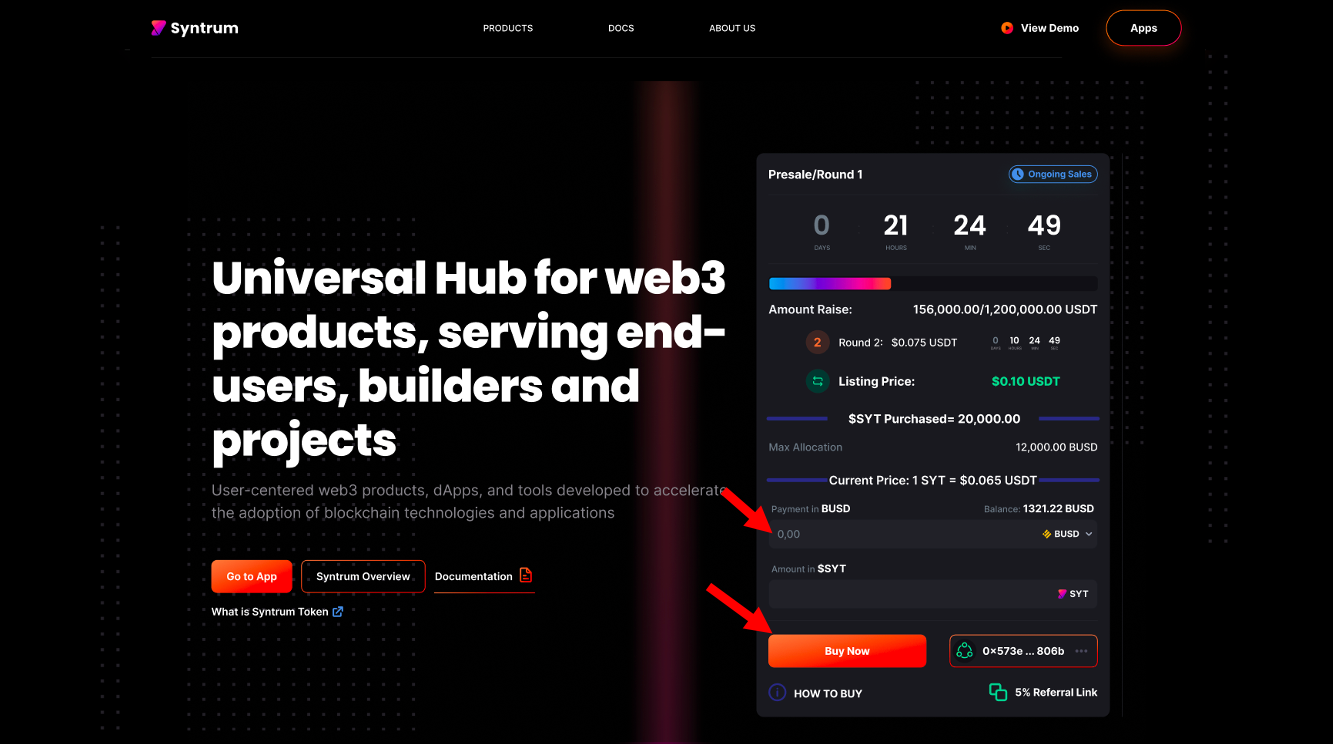 Syntrum
PRODUCTS
DOCS
ABOUT US
View Demo
Apps
Universal Hub for web3
products, serving end-
users, builders and
projects
User-centered web3 products, dApps, and tools developed to accelerate
the adoption of blockchain technologies and applications
Go to App
Syntrum Overview
Documentation
What is Syntrum Token
Presale/Round 1
Ongoing Sales
0 21 24 49
DAYS HOURS MIN SEC
Amount Raise: 156,000.00/1,200,000.00 USDT
2 Round 2: $0.075 USDT 0 10 24 49
DAYS HOURS MIN SEC
Listing Price: $0.10 USDT
$SYT Purchased= 20,000.00
Max Allocation 12,000.00 BUSD
Current Price: 1 SYT = $0.065 USDT
Payment in BUSD Balance: 1321.22 BUSD
0,00 BUSD
Amount in $SYT
SYT
Buy Now
0x573e ... 806b
HOW TO BUY
5% Referral Link